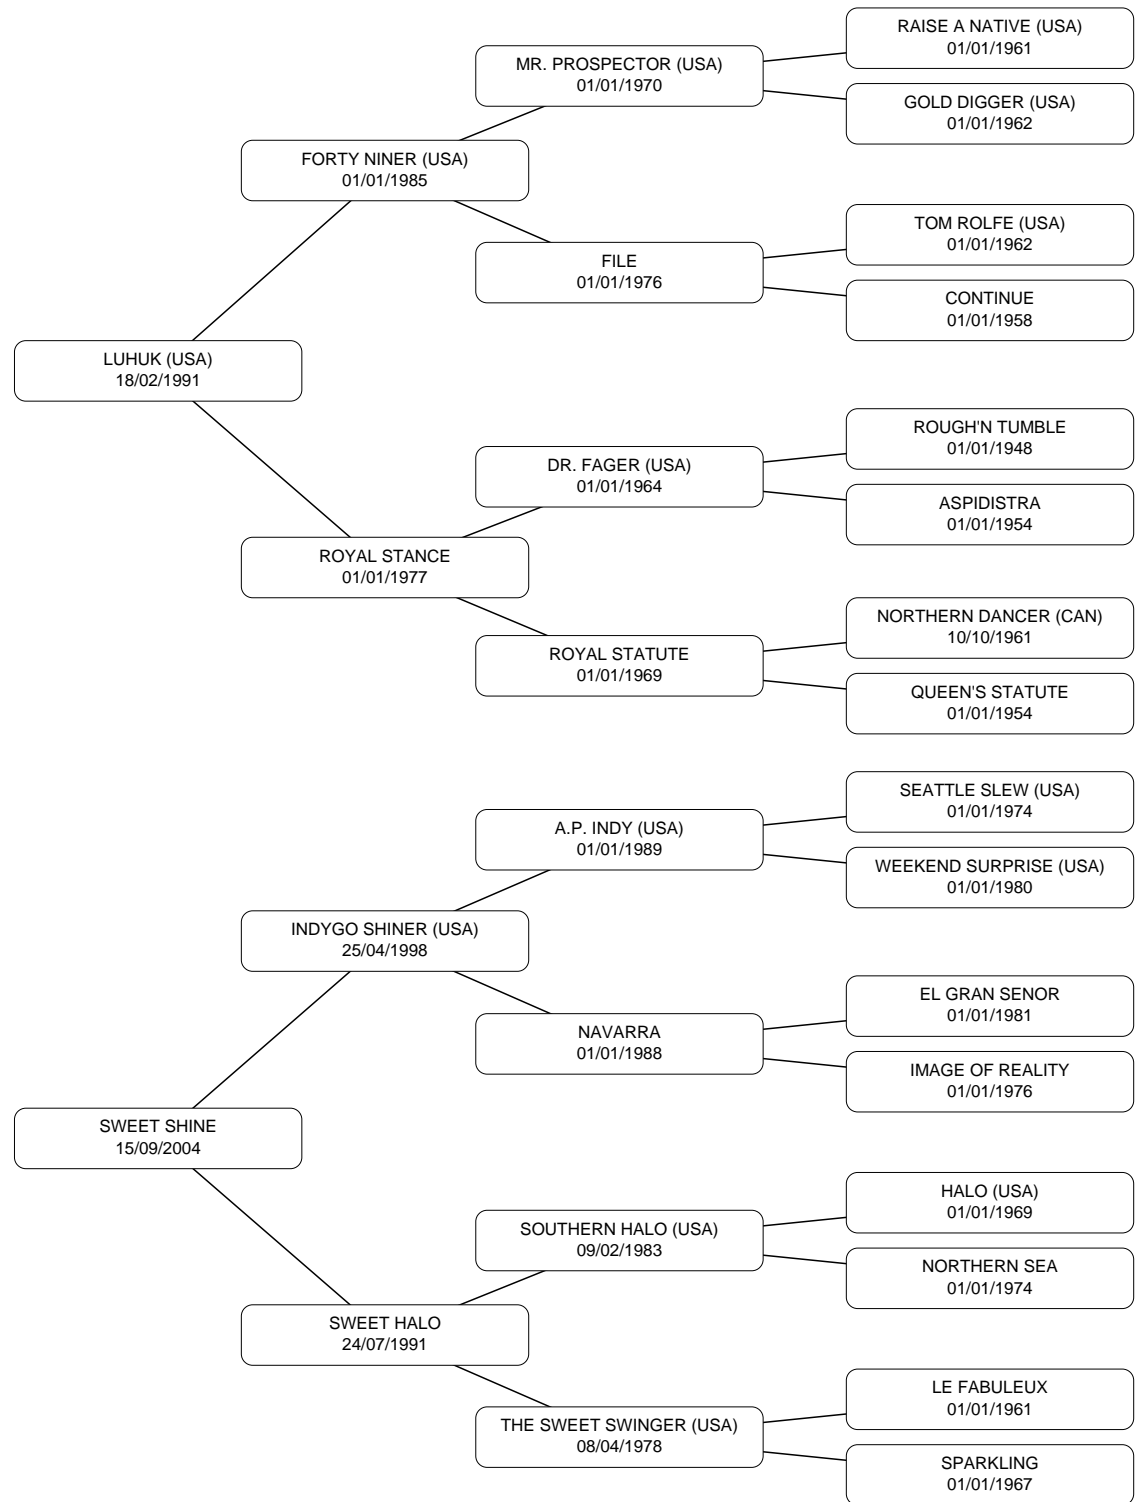 RAISE A NATIVE (USA)
01/01/1961
MR. PROSPECTOR (USA)
01/01/1970
GOLD DIGGER (USA)
01/01/1962
FORTY NINER (USA)
01/01/1985
TOM ROLFE (USA)
01/01/1962
FILE
01/01/1976
CONTINUE
01/01/1958
LUHUK (USA)
18/02/1991
ROUGH'N TUMBLE
01/01/1948
DR. FAGER (USA)
01/01/1964
ASPIDISTRA
01/01/1954
ROYAL STANCE
01/01/1977
NORTHERN DANCER (CAN)
10/10/1961
ROYAL STATUTE
01/01/1969
QUEEN'S STATUTE
01/01/1954
SEATTLE SLEW (USA)
01/01/1974
A.P. INDY (USA)
01/01/1989
WEEKEND SURPRISE (USA)
01/01/1980
INDYGO SHINER (USA)
25/04/1998
EL GRAN SENOR
01/01/1981
NAVARRA
01/01/1988
IMAGE OF REALITY
01/01/1976
SWEET SHINE
15/09/2004
HALO (USA)
01/01/1969
SOUTHERN HALO (USA)
09/02/1983
NORTHERN SEA
01/01/1974
SWEET HALO
24/07/1991
LE FABULEUX
01/01/1961
THE SWEET SWINGER (USA)
08/04/1978
SPARKLING
01/01/1967